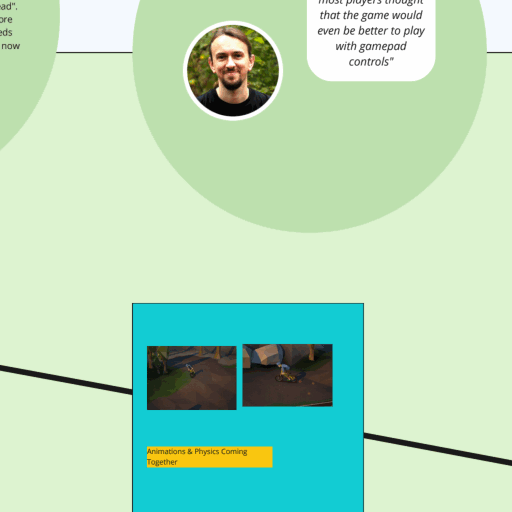 ad".
ore
eds
now
most players thought
that the game would
even be better to play
with gamepad
controls"
Animations & Physics Coming
Together